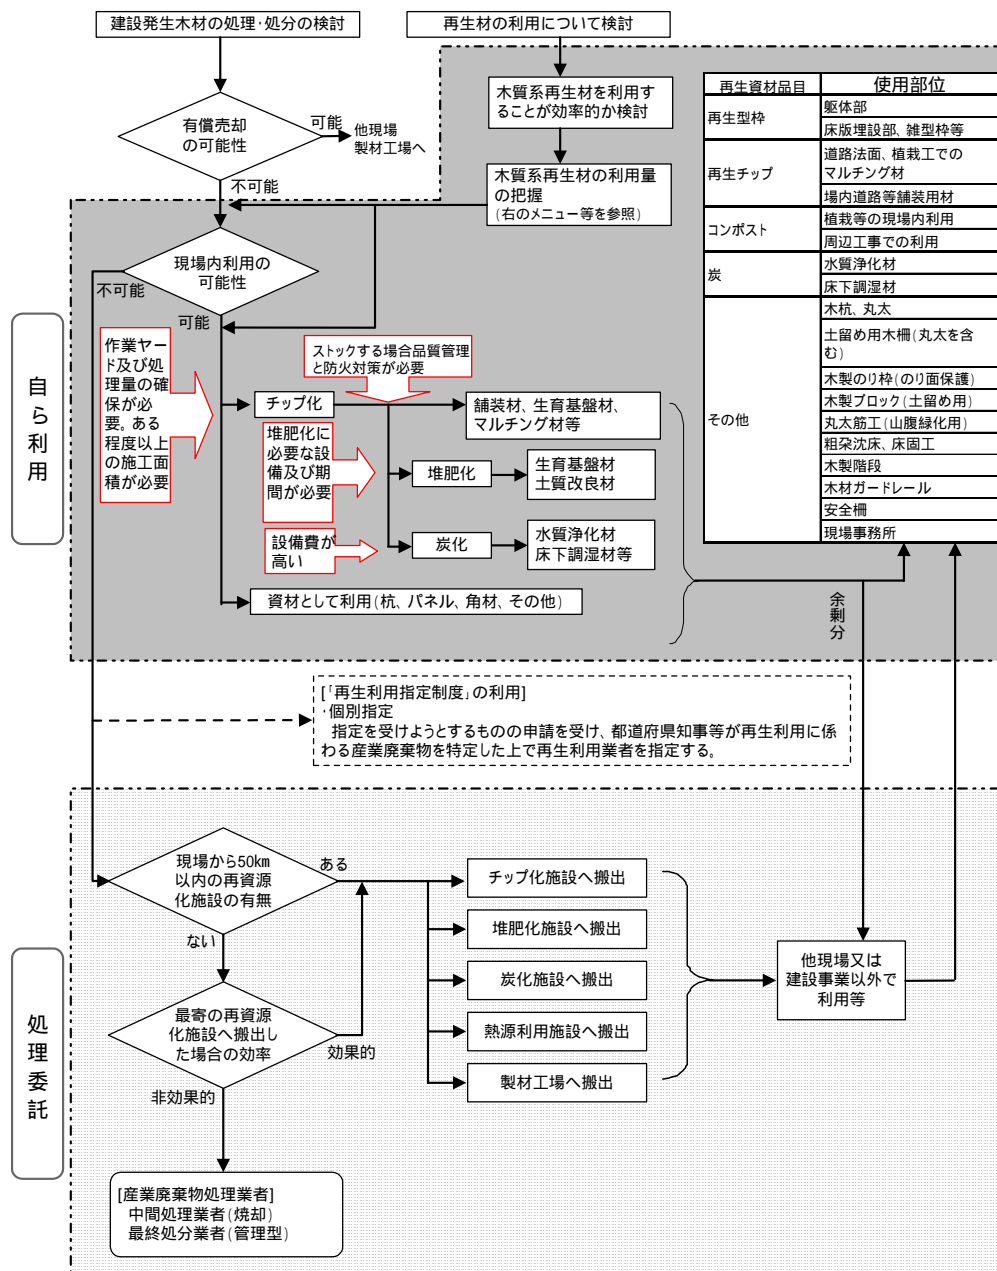 建設発生木材の処理・処分の検討
再生材の利用について検討
有償売却
の可能性
可能
他現場
製材工場へ
不可能
木質系再生材を利用す
ることが効率的か検討
木質系再生材の利用量
の把握
(右のメニュー等を参照)
再生資材品目
使用部位
再生型枠
躯体部
床版埋設部、雑型枠等
再生チップ
道路法面、植栽工での
マルチング材
場内道路等舗装用材
コンポスト
植栽等の現場内利用
周辺工事での利用
炭
水質浄化材
床下調湿材
その他
木杭、丸太
土留め用木柵(丸太を含
む)
木製のり枠(のり面保護)
木製ブロック(土留め用)
丸太筋工(山腹緑化用)
粗朶沈床、床固工
木製階段
木材ガードレール
安全柵
現場事務所
自ら利用
現場内利用の
可能性
不可能
可能
作業ヤー
ド及び処
理量の確
保が必
要。ある
程度以上
の施工面
積が必要
ストックする場合品質管理
と防火対策が必要
チップ化
舗装材、生育基盤材、
マルチング材等
堆肥化に
必要な設
備及び期
間が必要
堆肥化
生育基盤材
土質改良材
設備費が
高い
炭化
水質浄化材
床下調湿材等
資材として利用(杭、パネル、角材、その他)
余剰分
[「再生利用指定制度」の利用]
・個別指定
指定を受けようとするものの申請を受け、都道府県知事等が再生利用に係
わる産業廃棄物を特定した上で再生利用業者を指定する。
処理委託
現場から50km
以内の再資源
化施設の有無
ある
ない
最寄の再資源
化施設へ搬出し
た場合の効率
効果的
非効果的
チップ化施設へ搬出
堆肥化施設へ搬出
炭化施設へ搬出
熱源利用施設へ搬出
製材工場へ搬出
他現場又は
建設事業以外で
利用等
[産業廃棄物処理業者]
中間処理業者(焼却)
最終処分業者(管理型)